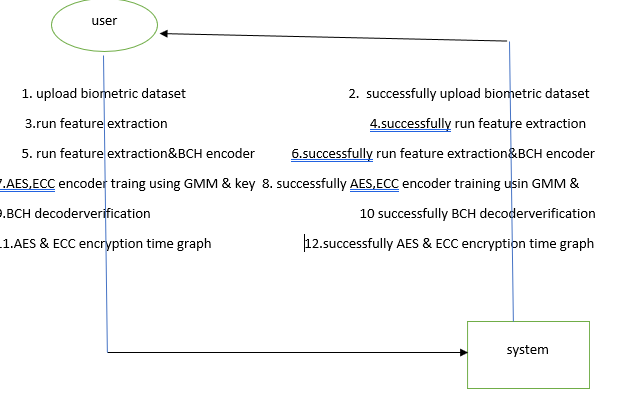 user
1. upload biometric dataset
2. successfully upload biometric dataset
3.run feature extraction
4.successfully run feature extraction
5. run feature extraction&BCH encoder
6.successfully run feature extraction&BCH encoder
7.AES,ECC encoder traing using GMM & key
8. successfully AES,ECC encoder training usin GMM &
9.BCH decoderverification
10 successfully BCH decoderverification
11.AES & ECC encryption time graph
12.successfully AES & ECC encryption time graph
system